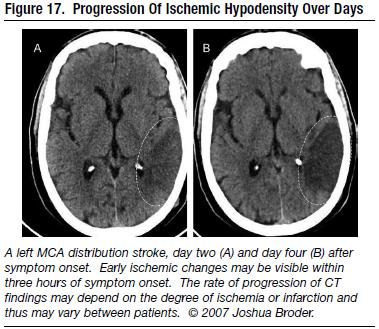 Figure 17. Progression Of Ischemic Hypodensity Over Days
A
B
A left MCA distribution stroke, day two (A) and day four (B) after
symptom onset. Early ischemic changes may be visible within
three hours of symptom onset. The rate of progression of CT
findings may depend on the degree of ischemia or infarction and
thus may vary between patients. © 2007 Joshua Broder.